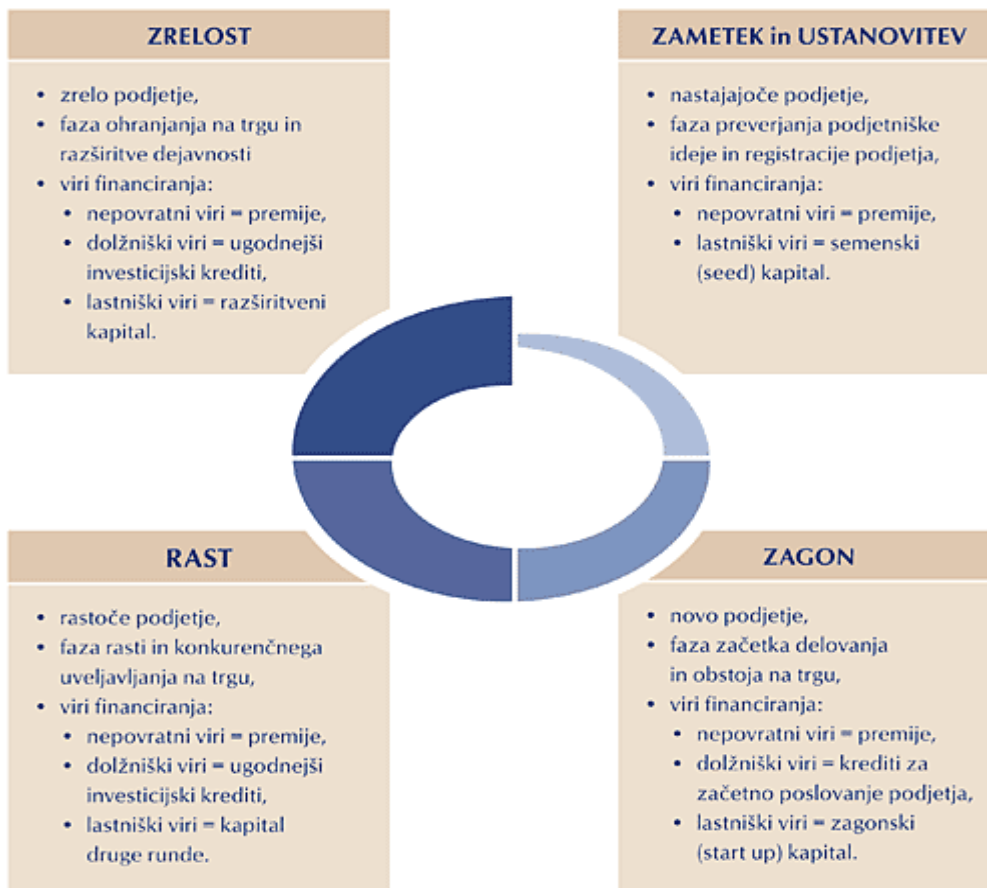 ZRELOST
• zrelo podjetje,
• faza ohranjanja na trgu in
razširitve dejavnosti
• viri financiranja:
• nepovratni viri = premije,
• dolžniški viri = ugodnejši
investicijski krediti,
• lastniški viri = razširitveni
kapital.
ZAMETEK in USTANOVITEV
• nastajajoče podjetje,
• faza preverjanja podjetniške
ideje in registracije podjetja,
• viri financiranja:
• nepovratni viri = premije,
• lastniški viri = semenski
(seed) kapital.
RAST
• rastoče podjetje,
• faza rasti in konkurenčnega
uveljavljanja na trgu,
• viri financiranja:
• nepovratni viri = premije,
• dolžniški viri = ugodnejši
investicijski krediti,
• lastniški viri = kapital
druge runde.
ZAGON
• novo podjetje,
• faza začetka delovanja
in obstoja na trgu,
• viri financiranja:
• nepovratni viri = premije,
• dolžniški viri = krediti za
začetno poslovanje podjetja,
• lastniški viri = zagonski
(start up) kapital.